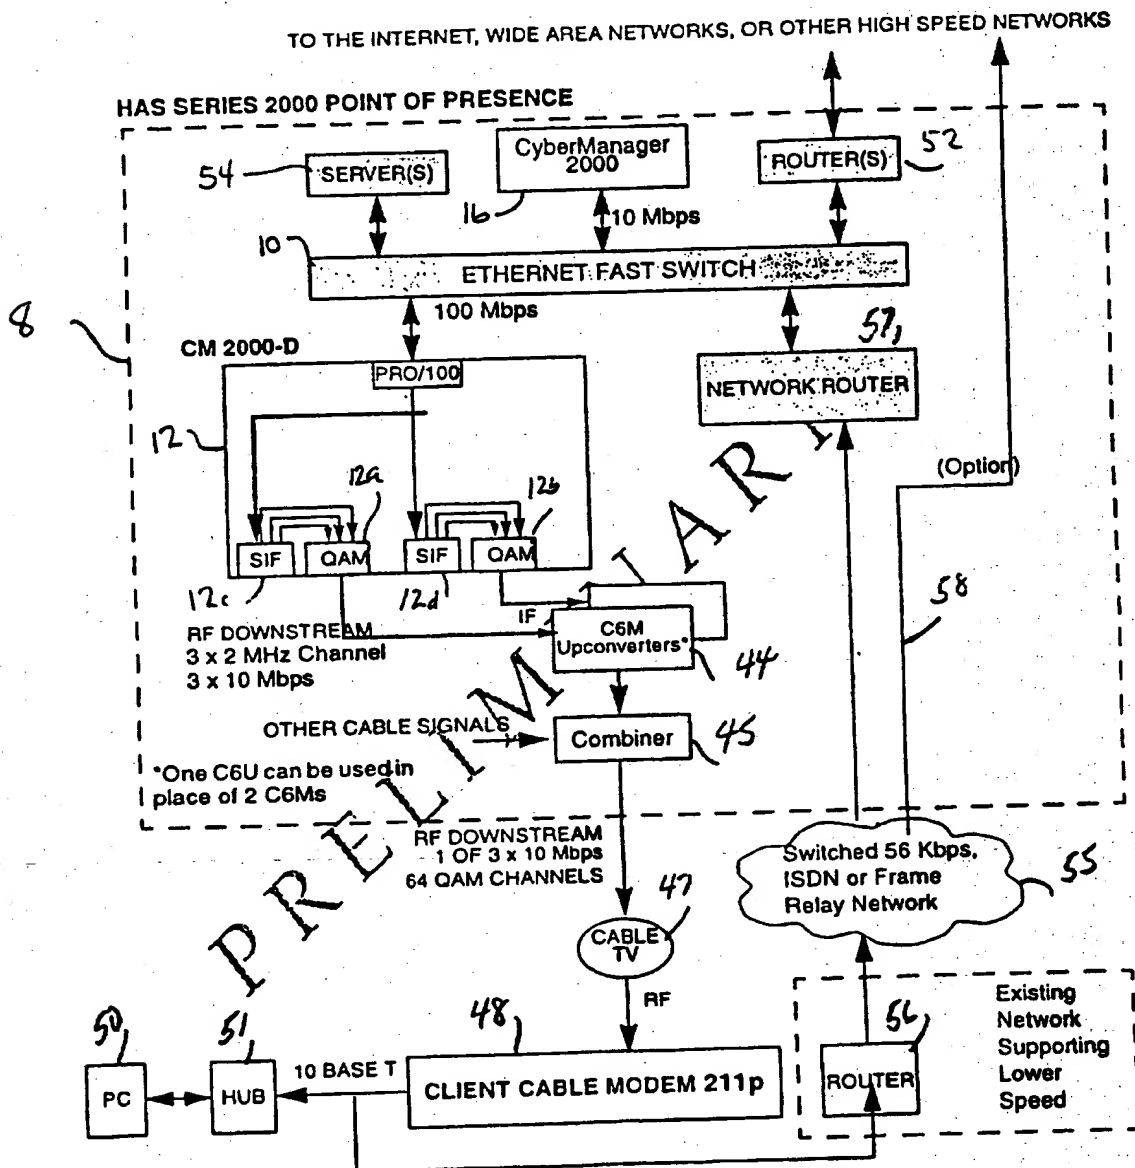 TO THE INTERNET, WIDE AREA NETWORKS, OR OTHER HIGH SPEED NETWORKS
HAS SERIES 2000 POINT OF PRESENCE
54
SERVER(S)
CyberManager
2000
16
10 Mbps
ROUTER(S)
52
10
ETHERNET FAST SWITCH
8
100 Mbps
57
CM 2000-D
PRO/100
NETWORK ROUTER
12
12a
12b
SIF
QAM
SIF
QAM
12c
12d
(Option)
58
RF DOWNSTREAM
3 x 2 MHz Channel
3 x 10 Mbps
IF
C6M
Upconverters*
44
OTHER CABLE SIGNALS
Combiner
45
*One C6U can be used in
place of 2 C6Ms
PRELIMINARY
RF DOWNSTREAM
1 OF 3 x 10 Mbps
64 QAM CHANNELS
47
CABLE
TV
RF
Switched 56 Kbps,
ISDN or Frame
Relay Network
55
50
PC
51
HUB
10 BASE T
48
CLIENT CABLE MODEM 211p
56
ROUTER
Existing
Network
Supporting
Lower
Speed